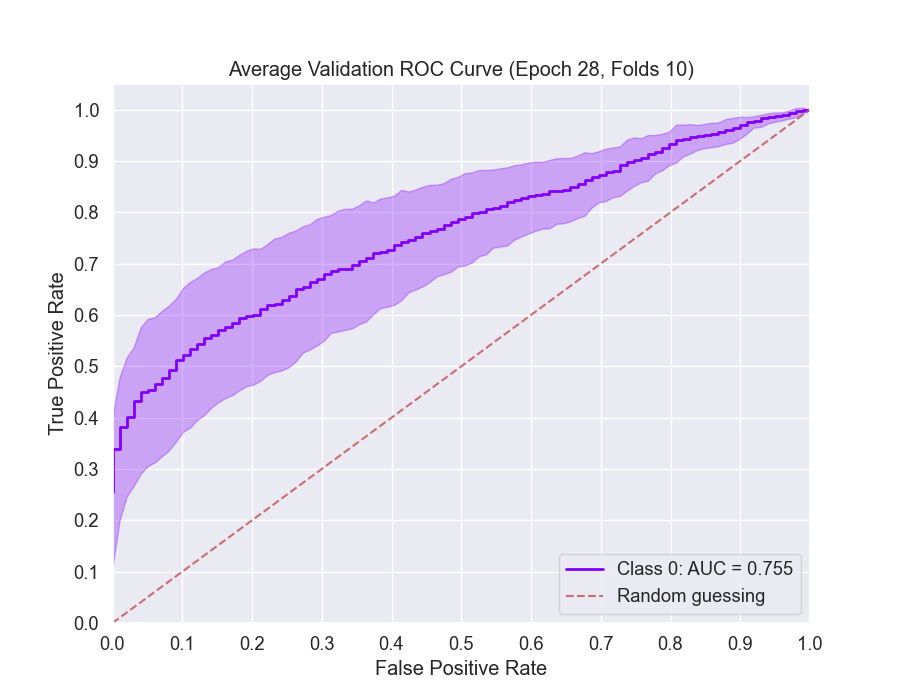 Average Validation ROC Curve (Epoch 28, Folds 10)
True Positive Rate
1.0
0.9
0.8
0.7
0.6
0.5
0.4
0.3
0.2
0.1
0.0
Class 0: AUC = 0.755
Random guessing
0.0 0.1 0.2 0.3 0.4 0.5 0.6 0.7 0.8 0.9 1.0
False Positive Rate